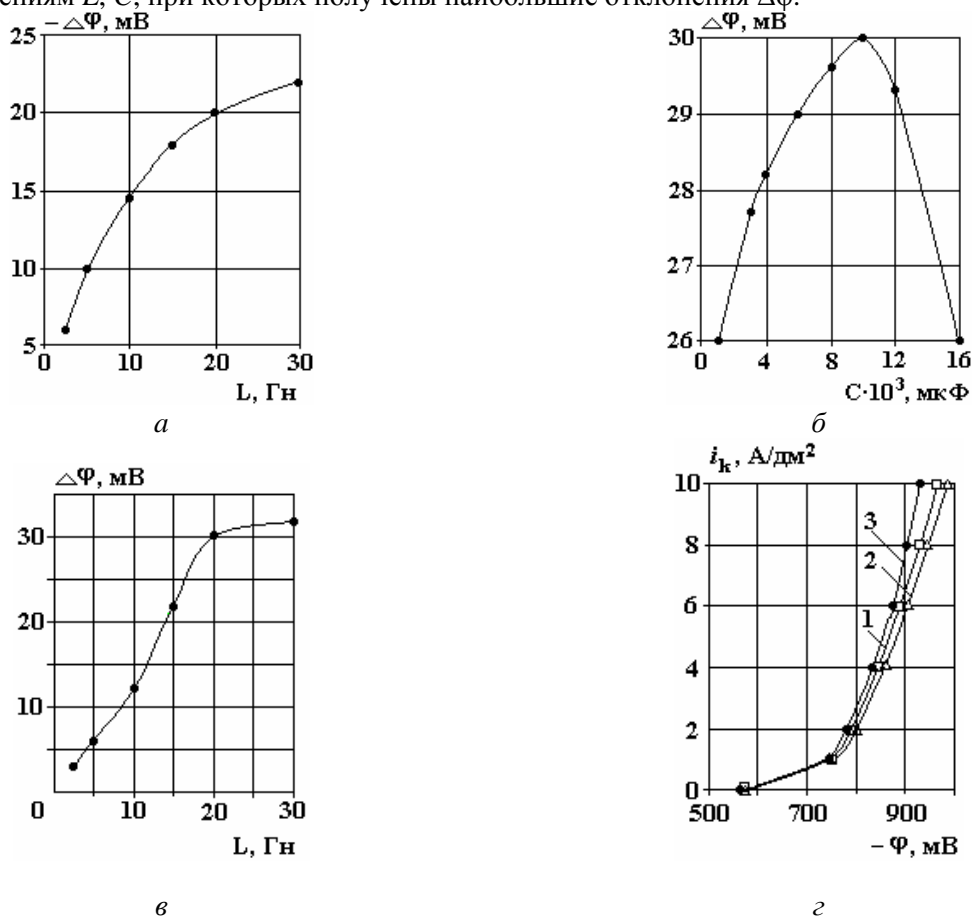 ениям L, C, при которых получены наибольшие отклонения Δφ.
− △φ, мВ
25
20
15
10
5
0 10 20 30
L, Гн
а
△φ, мВ
30
29
28
27
26
0 4 8 12 16
C·10³, мкФ
б
△φ, мВ
30
20
10
0 10 20 30
L, Гн
в
iₖ, А/дм²
10
8
6
4
2
0
3
2
1
500 700 900
− φ, мВ
г